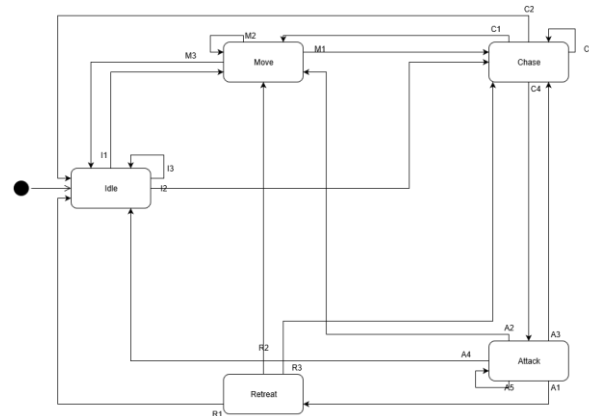 C2
M2
C1
M3
Move
M1
Chase
C
C4
I1
I3
Idle
I2
A2
A3
R2
A4
Attack
R3
Retreat
A5
A1
R1